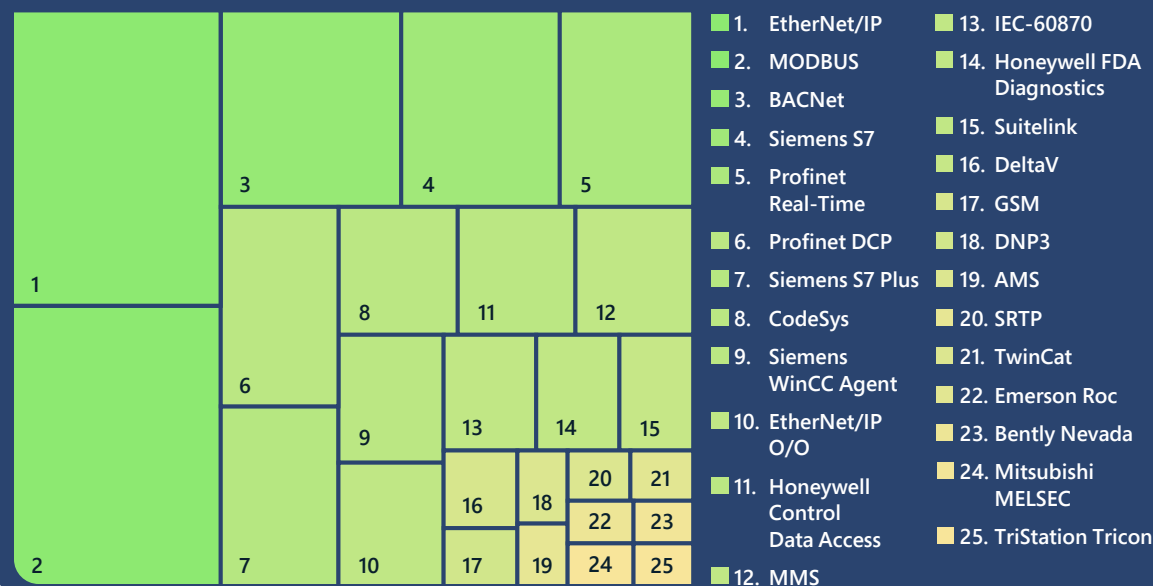 1
2
3
4
5
6
7
8
11
12
9
10
13
14
15
16
17
18
19
20
21
22
23
24
25
1. EtherNet/IP
2. MODBUS
3. BACNet
4. Siemens S7
5. Profinet
Real-Time
6. Profinet DCP
7. Siemens S7 Plus
8. CodeSys
9. Siemens
WinCC Agent
10. EtherNet/IP
O/O
11. Honeywell
Control
Data Access
12. MMS
13. IEC-60870
14. Honeywell FDA
Diagnostics
15. Suitelink
16. DeltaV
17. GSM
18. DNP3
19. AMS
20. SRTP
21. TwinCat
22. Emerson Roc
23. Bently Nevada
24. Mitsubishi
MELSEC
25. TriStation Tricon